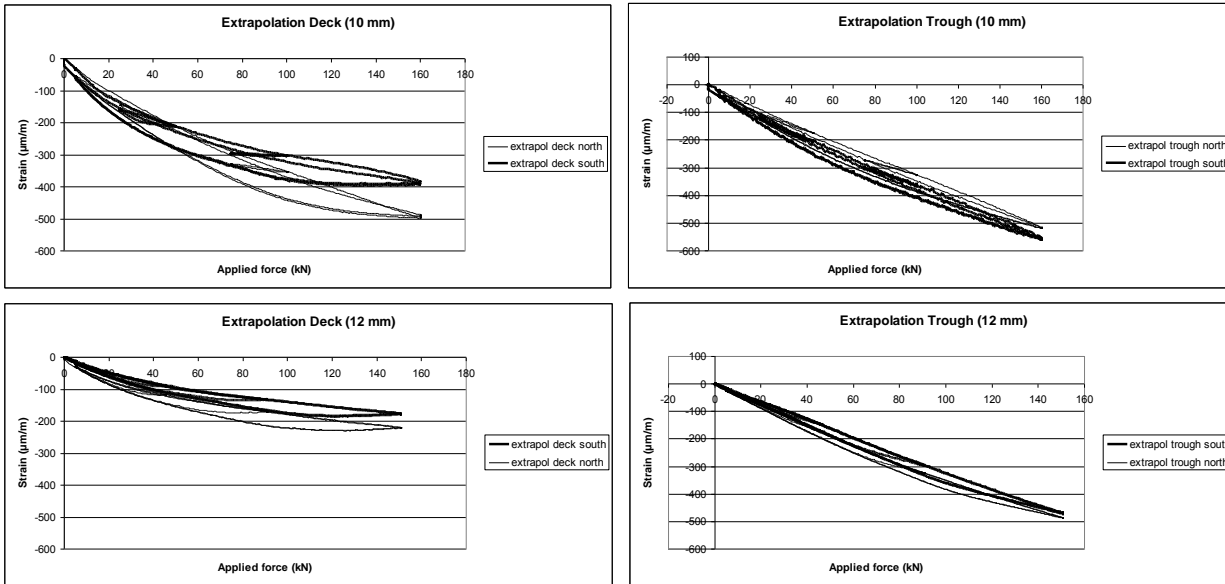 Extrapolation Deck (10 mm)
0
-100
-200
-300
-400
-500
-600
0 20 40 60 80 100 120 140 160 180
Strain (µm/m)
Applied force (kN)
extrapol deck north
extrapol deck south
Extrapolation Trough (10 mm)
100
0
-100
-200
-300
-400
-500
-600
-20 0 20 40 60 80 100 120 140 160 180
strain (µm/m)
Applied force (kN)
extrapol trough north
extrapol trough south
Extrapolation Deck (12 mm)
0
-100
-200
-300
-400
-500
-600
0 20 40 60 80 100 120 140 160 180
Strain (µm/m)
Applied force (kN)
extrapol deck south
extrapol deck north
Extrapolation Trough (12 mm)
100
0
-100
-200
-300
-400
-500
-600
-20 0 20 40 60 80 100 120 140 160
Strain (µm/m)
Applied force (kN)
extrapol trough south
extrapol trough north